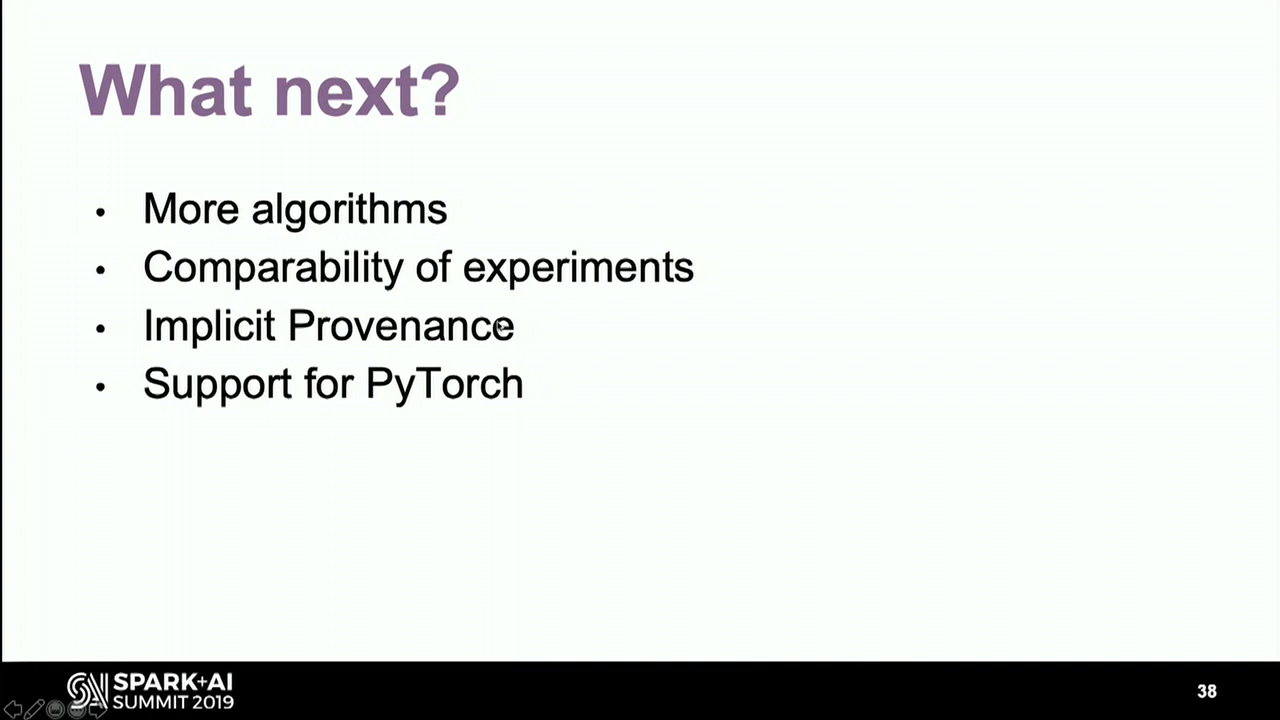 What next?
• More algorithms
• Comparability of experiments
• Implicit Provenance
• Support for PyTorch
SPARK+AI
SUMMIT 2019
38